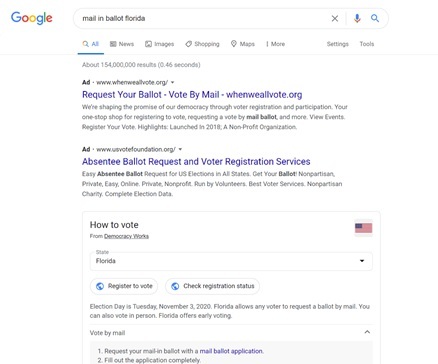 Google
mail in ballot florida
All News Images Shopping Maps More Settings Tools
About 154,000,000 results (0.46 seconds)
Ad · www.whenweallvote.org/
Request Your Ballot - Vote By Mail - whenweallvote.org
We're shaping the promise of our democracy through voter registration and participation. Your
one-stop shop for registering to vote, requesting a vote by mail ballot, and more. View Events.
Register Your Vote. Highlights: Launched In 2018; A Non-Profit Organization.
Ad · www.usvotefoundation.org/
Absentee Ballot Request and Voter Registration Services
Easy Absentee Ballot Request for US Elections in All States. Get Your Ballot! Nonpartisan,
Private, Easy, Online. Private, Nonprofit. Run by Volunteers. Best Voter Services. Nonpartisan
Charity. Complete Election Data.
How to vote
From Democracy Works
State
Florida
Register to vote Check registration status
Election Day is Tuesday, November 3, 2020. Florida allows any voter to request a ballot by mail. You
can also vote in person. Florida offers early voting.
Vote by mail
1. Request your mail-in ballot with a mail ballot application.
2. Fill out the application completely.